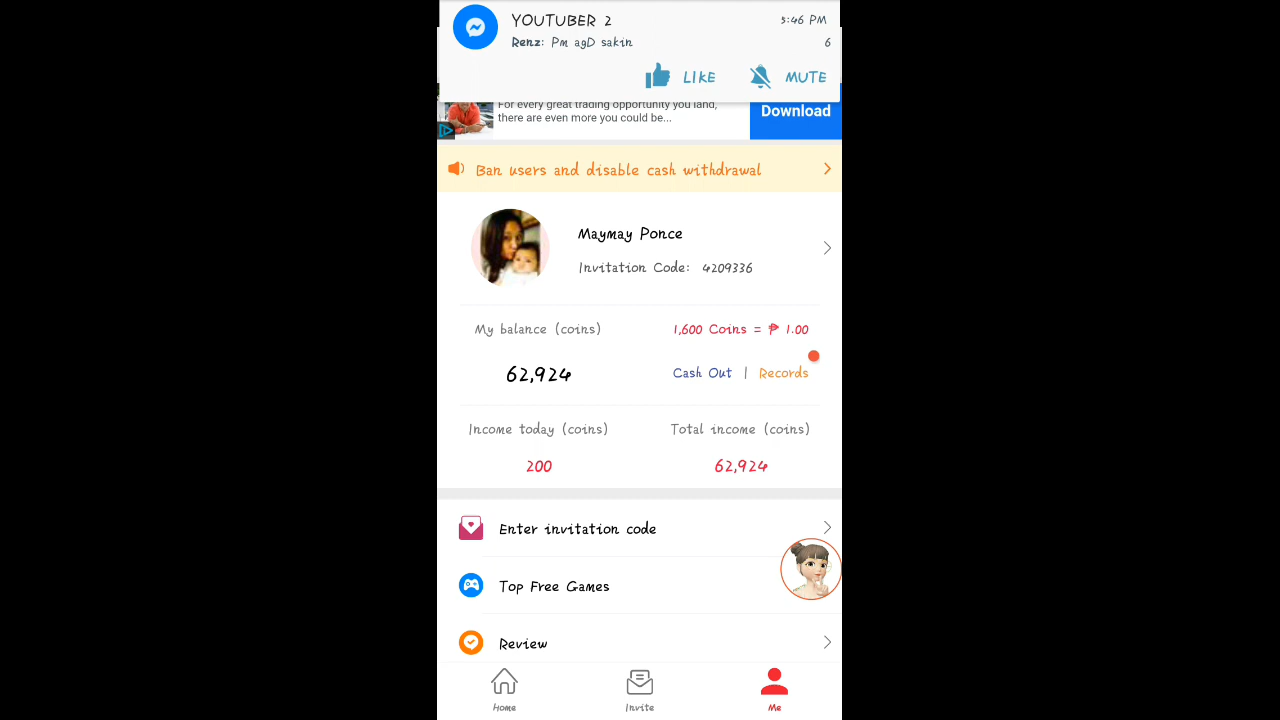 YOUTUBER 2
5:46 PM
Renz: Pm agD sakin
6
LIKE
MUTE
For every great trading opportunity you land,
there are even more you could be...
Download
Ban users and disable cash withdrawal
Maymay Ponce
Invitation Code: 4209336
My balance (coins)
1,600 Coins = ₱ 1.00
62,924
Cash Out | Records
Income today (coins)
Total income (coins)
200
62,924
Enter invitation code
Top Free Games
Review
Home
Invite
Me